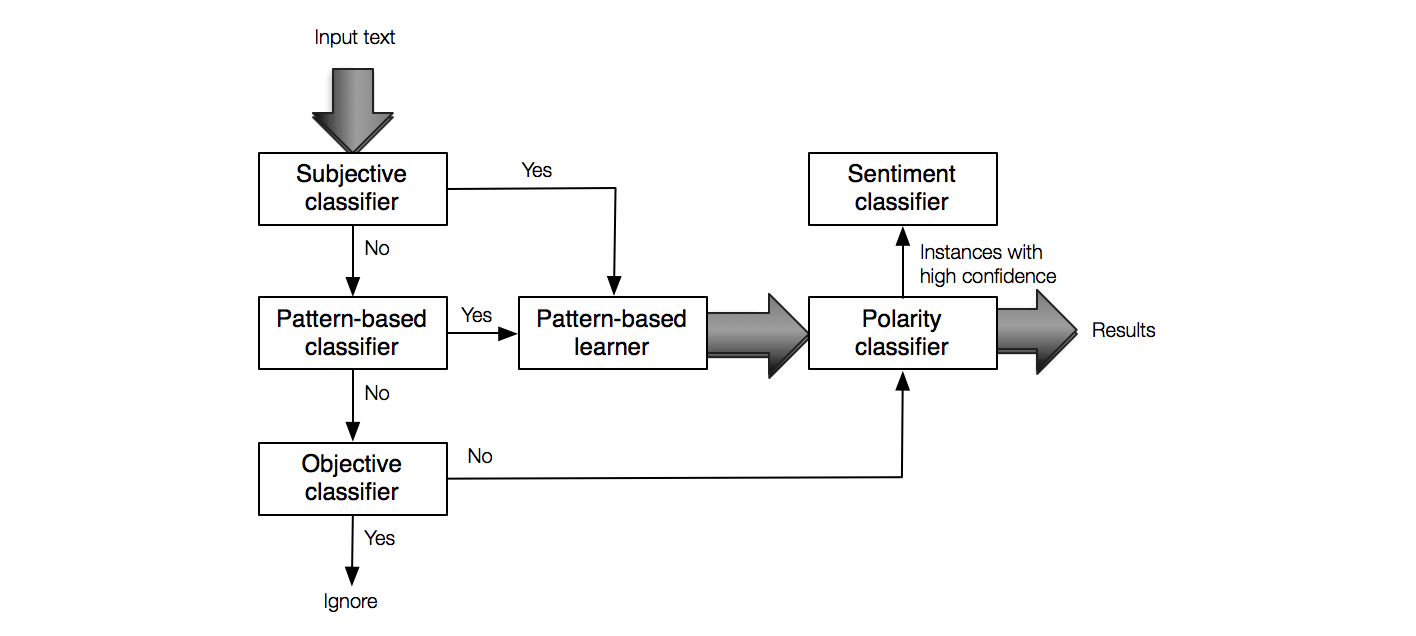 Input text
Subjective
classifier
Yes
No
Pattern-based
classifier
Yes
Pattern-based
learner
No
Objective
classifier
No
Yes
Ignore
Sentiment
classifier
Instances with
high confidence
Polarity
classifier
Results